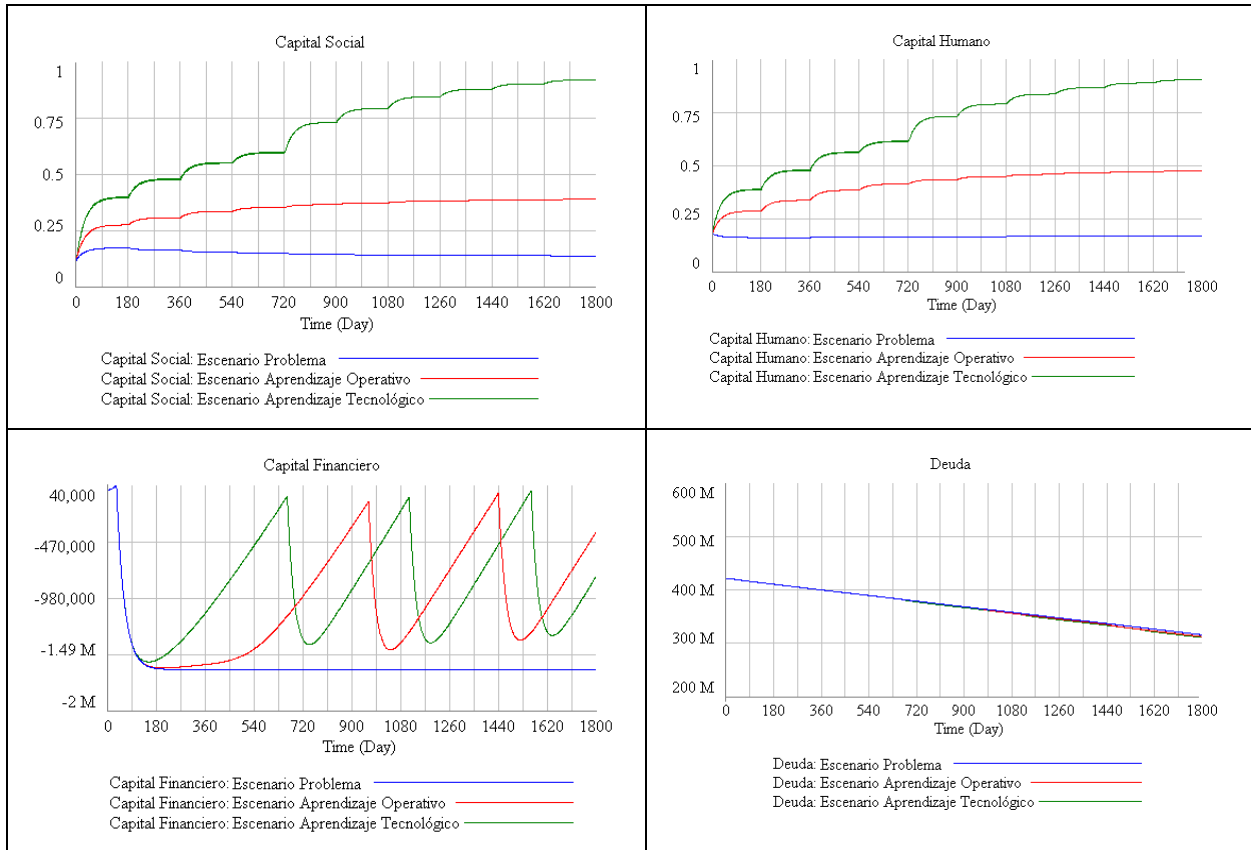 Capital Social
1
0.75
0.5
0.25
0
0 180 360 540 720 900 1080 1260 1440 1620 1800
Time (Day)
Capital Social: Escenario Problema
Capital Social: Escenario Aprendizaje Operativo
Capital Social: Escenario Aprendizaje Tecnológico
Capital Humano
1
0.75
0.5
0.25
0
0 180 360 540 720 900 1080 1260 1440 1620 1800
Time (Day)
Capital Humano: Escenario Problema
Capital Humano: Escenario Aprendizaje Operativo
Capital Humano: Escenario Aprendizaje Tecnológico
Capital Financiero
40,000
-470,000
-980,000
-1.49 M
-2 M
0 180 360 540 720 900 1080 1260 1440 1620 1800
Time (Day)
Capital Financiero: Escenario Problema
Capital Financiero: Escenario Aprendizaje Operativo
Capital Financiero: Escenario Aprendizaje Tecnológico
Deuda
600 M
500 M
400 M
300 M
200 M
0 180 360 540 720 900 1080 1260 1440 1620 1800
Time (Day)
Deuda: Escenario Problema
Deuda: Escenario Aprendizaje Operativo
Deuda: Escenario Aprendizaje Tecnológico